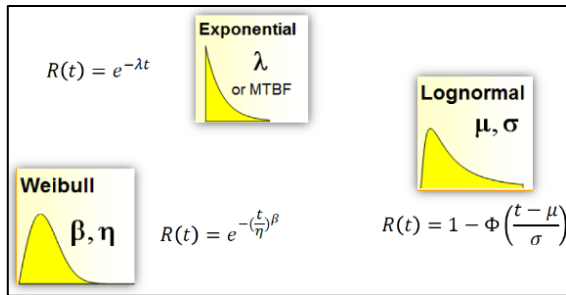 Exponential
λ
or MTBF
R(t) = e^{-λt}
Lognormal
μ, σ
R(t) = 1 − Φ((t − μ)/σ)
Weibull
β, η
R(t) = e^{-(t/η)^β}